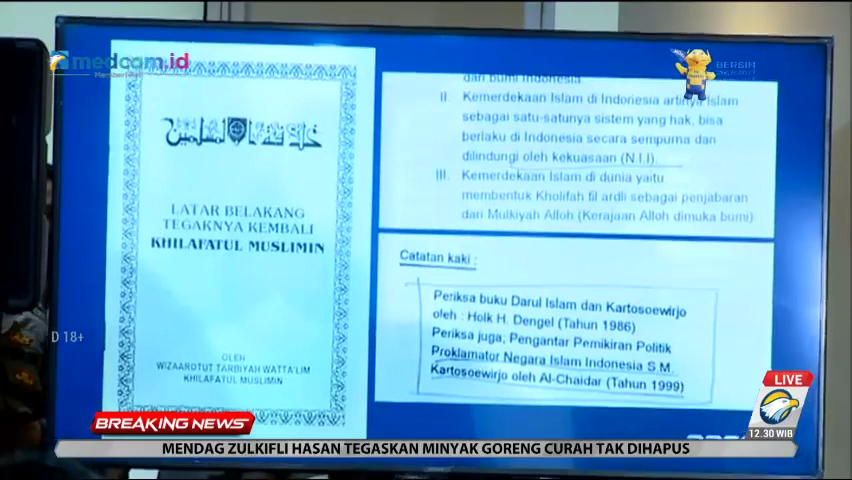 medcom.id
BERSIH
dari bumi Indonesia.
II. Kemerdekaan Islam di Indonesia artinya Islam
sebagai satu-satunya sistem yang hak, bisa
berlaku di Indonesia secara sempurna dan
dilindungi oleh kekuasaan (N.I.I).
III. Kemerdekaan Islam di dunia yaitu
membentuk Kholifah fil ardli sebagai penjabaran
dari Mulkiyah Alloh (Kerajaan Alloh dimuka bumi)
LATAR BELAKANG
TEGAKNYA KEMBALI
KHILAFATUL MUSLIMIN
OLEH
WIZAAROTUT TARBIYAH WATTA'LIM
KHILAFATUL MUSLIMIN
Catatan kaki :
Periksa buku Darul Islam dan Kartosoewirjo
oleh : Holk H. Dengel (Tahun 1986)
Periksa juga; Pengantar Pemikiran Politik
Proklamator Negara Islam Indonesia S M.
Kartosoewirjo oleh Al-Chaidar (Tahun 1999)
D 18+
LIVE
12.30 WIB
BREAKING NEWS
MENDAG ZULKIFLI HASAN TEGASKAN MINYAK GORENG CURAH TAK DIHAPUS